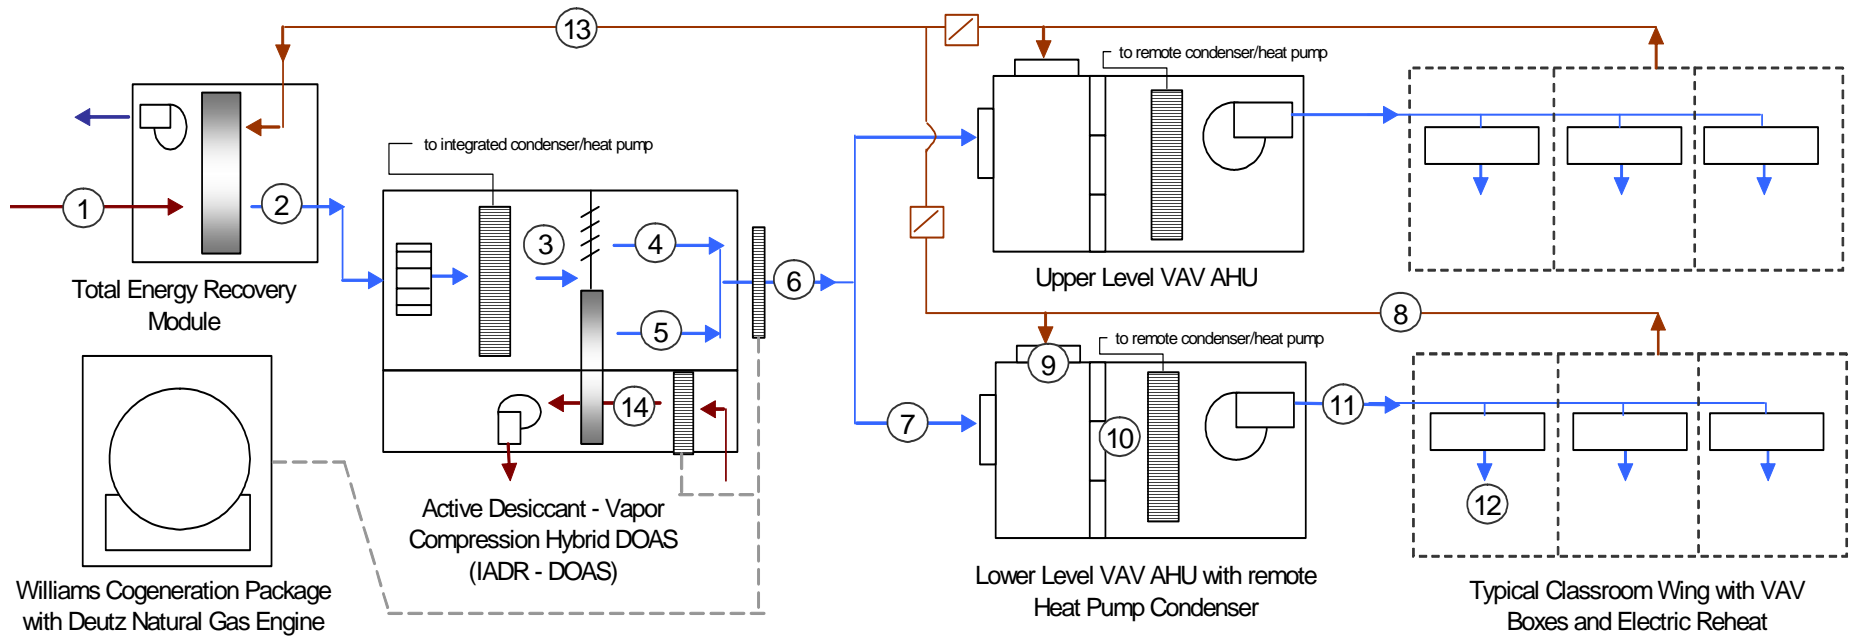 13
to remote condenser/heat pump
to integrated condenser/heat pump
1
2
3
4
5
6
Total Energy Recovery
Module
Upper Level VAV AHU
8
to remote condenser/heat pump
9
7
10
11
14
12
Active Desiccant - Vapor
Compression Hybrid DOAS
(IADR - DOAS)
Williams Cogeneration Package
with Deutz Natural Gas Engine
Lower Level VAV AHU with remote
Heat Pump Condenser
Typical Classroom Wing with VAV
Boxes and Electric Reheat